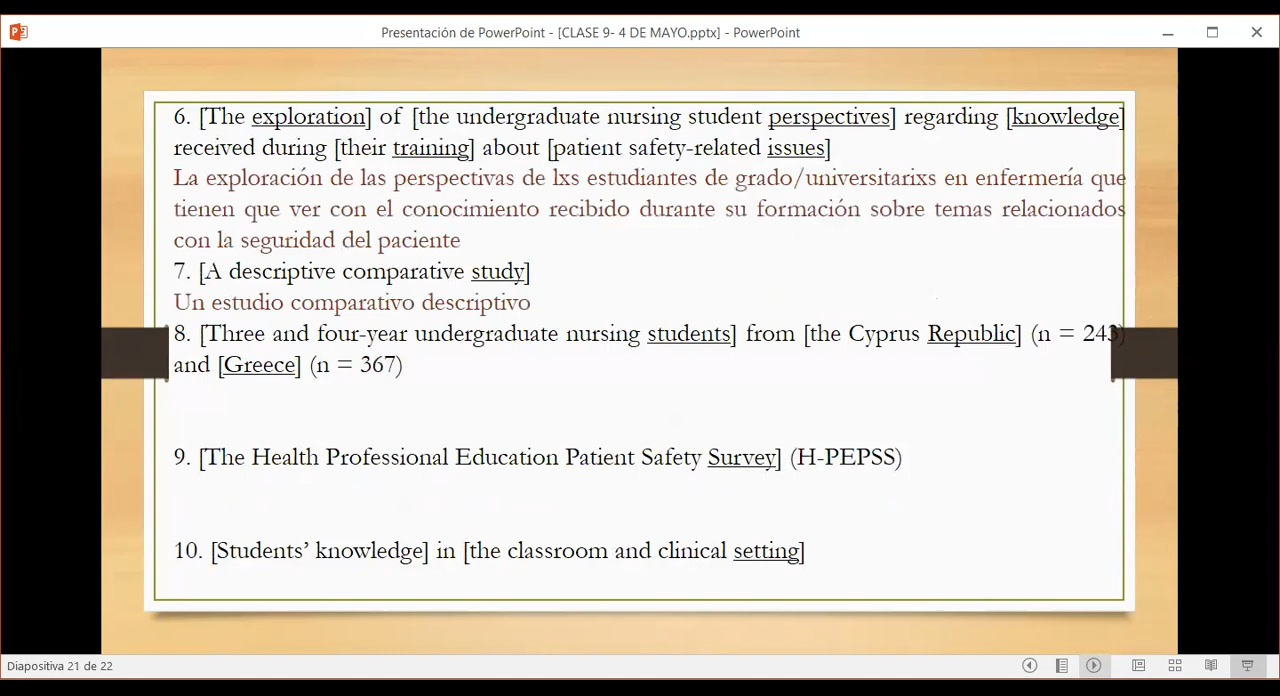 Presentación de PowerPoint - [CLASE 9- 4 DE MAYO.pptx] - PowerPoint
6. [The exploration] of [the undergraduate nursing student perspectives] regarding [knowledge]
received during [their training] about [patient safety-related issues]
La exploración de las perspectivas de lxs estudiantes de grado/universitarixs en enfermería que
tienen que ver con el conocimiento recibido durante su formación sobre temas relacionados
con la seguridad del paciente
7. [A descriptive comparative study]
Un estudio comparativo descriptivo
8. [Three and four-year undergraduate nursing students] from [the Cyprus Republic] (n = 243)
and [Greece] (n = 367)
9. [The Health Professional Education Patient Safety Survey] (H-PEPSS)
10. [Students’ knowledge] in [the classroom and clinical setting]
Diapositiva 21 de 22